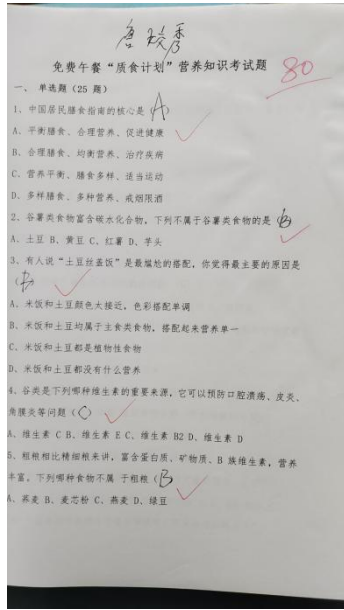 唐琰秀
免费午餐“质食计划”营养知识考试题
80
一、 单选题（25 题）
1、中国居民膳食指南的核心是（A）
A、平衡膳食、合理营养、促进健康
B、合理膳食、均衡营养、治疗疾病
C、营养平衡、膳食多样、适当运动
D、多样膳食、多种营养、戒烟限酒
2、谷薯类食物富含碳水化合物，下列不属于谷薯类食物的是（B）
A、土豆 B、黄豆 C、红薯 D、芋头
3、有人说“土豆丝盖饭”是最尴尬的搭配，你觉得最主要的原因是
（B）
A、米饭和土豆颜色太接近，色彩搭配单调
B、米饭和土豆均属于主食类食物，搭配起来营养单一
C、米饭和土豆都是植物性食物
D、米饭和土豆都没有什么营养
4、谷类是下列哪种维生素的重要来源，它可以预防口腔溃疡、皮炎、
角膜炎等问题（C）
A、维生素 C B、维生素 E C、维生素 B2 D、维生素 D
5、粗粮相比精细粮来讲，富含蛋白质、矿物质、B 族维生素，营养
丰富，下列哪种食物不属 于粗粮（B）
A、荞麦 B、麦芯粉 C、燕麦 D、绿豆